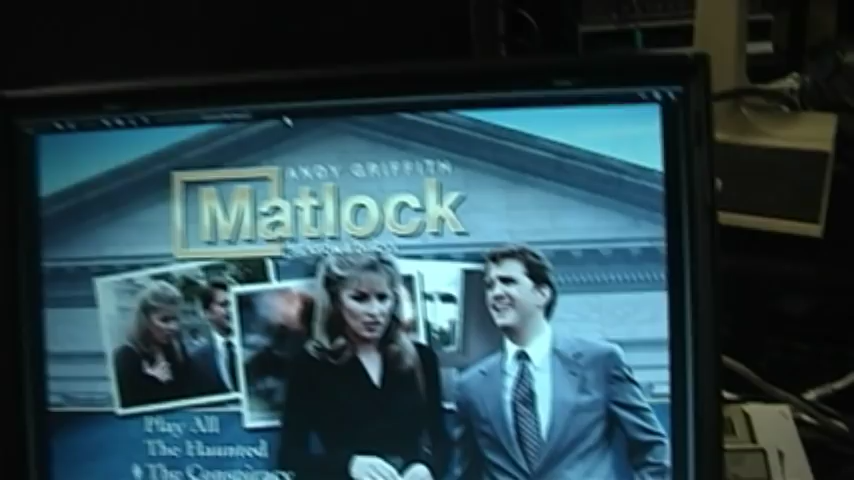 ANDY GRIFFITH
Matlock
Play All
The Haunted
The Conspiracy